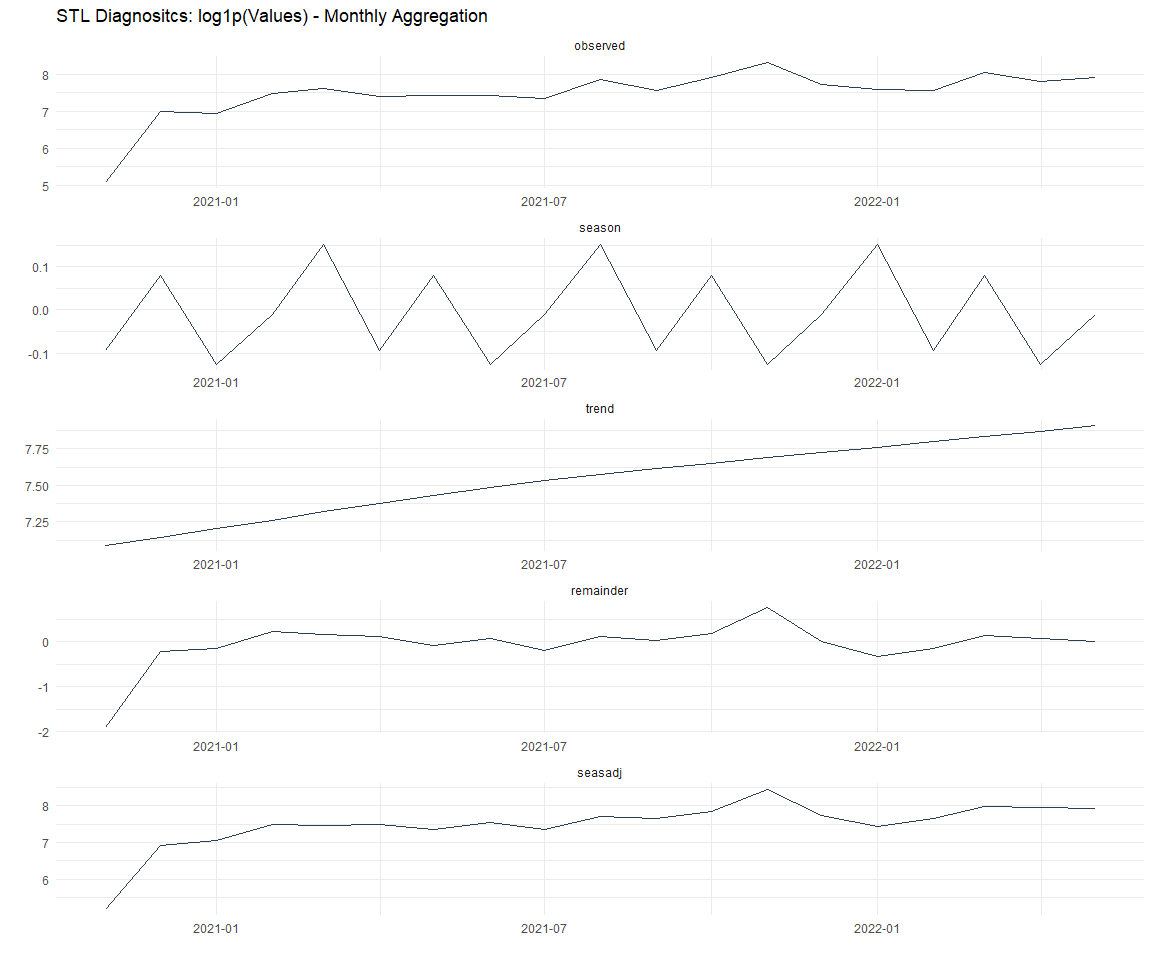 STL Diagnositcs: log1p(Values) - Monthly Aggregation
observed
8
7
6
5
2021-01 2021-07 2022-01
season
0.1
0.0
-0.1
2021-01 2021-07 2022-01
trend
7.75
7.50
7.25
2021-01 2021-07 2022-01
remainder
0
-1
-2
2021-01 2021-07 2022-01
seasadj
8
7
6
2021-01 2021-07 2022-01